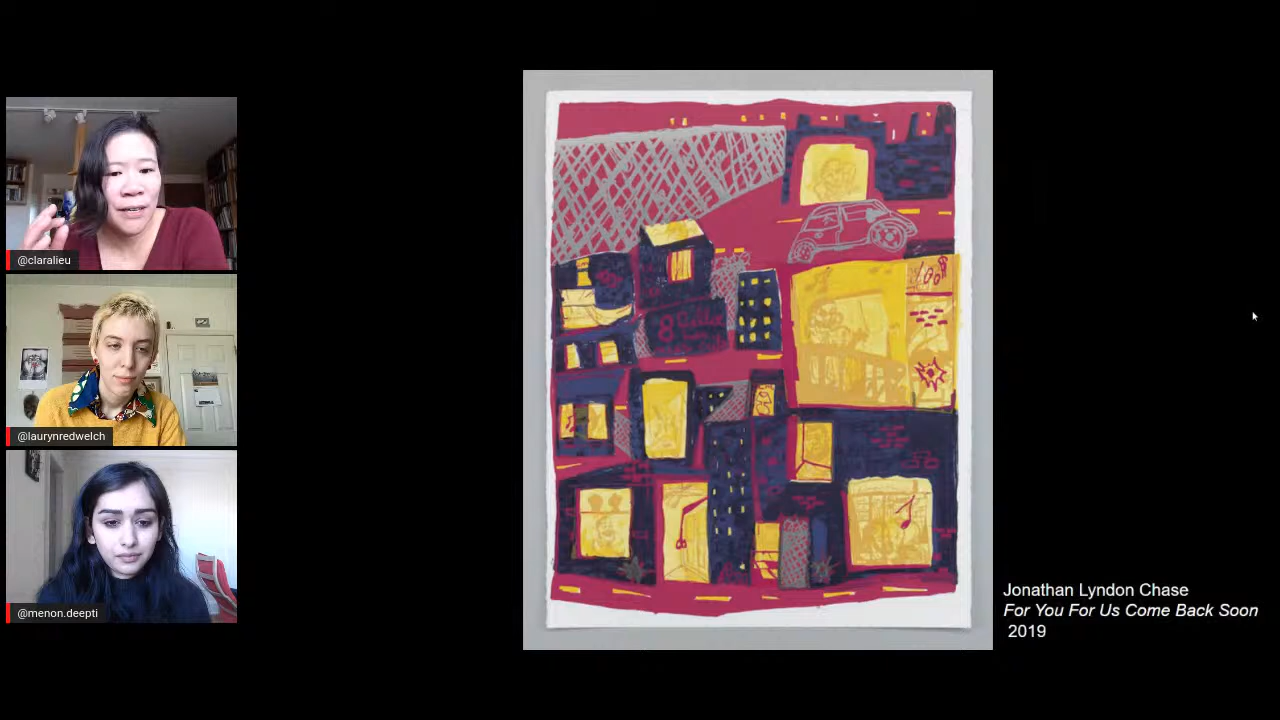 @claralieu
@laurynredwelch
@menon.deepti
Jonathan Lyndon Chase
For You For Us Come Back Soon
2019